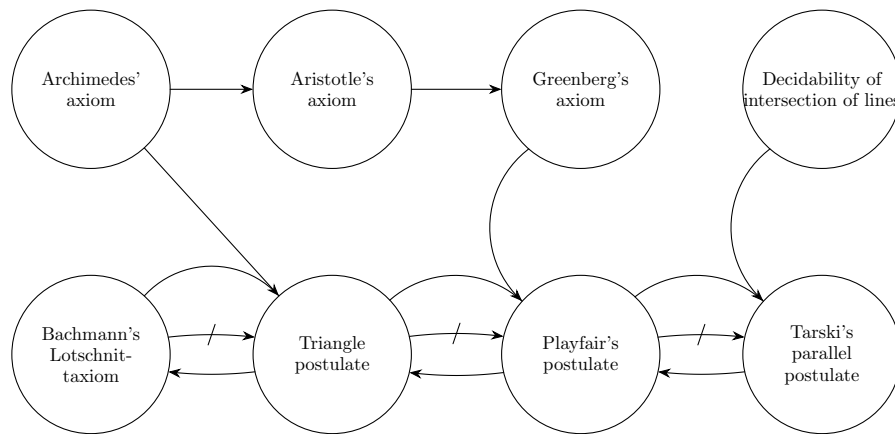 Archimedes'
axiom
Aristotle's
axiom
Greenberg's
axiom
Decidability of
intersection of lines
Bachmann's
Lotschnit-
taxiom
Triangle
postulate
Playfair's
postulate
Tarski's
parallel
postulate